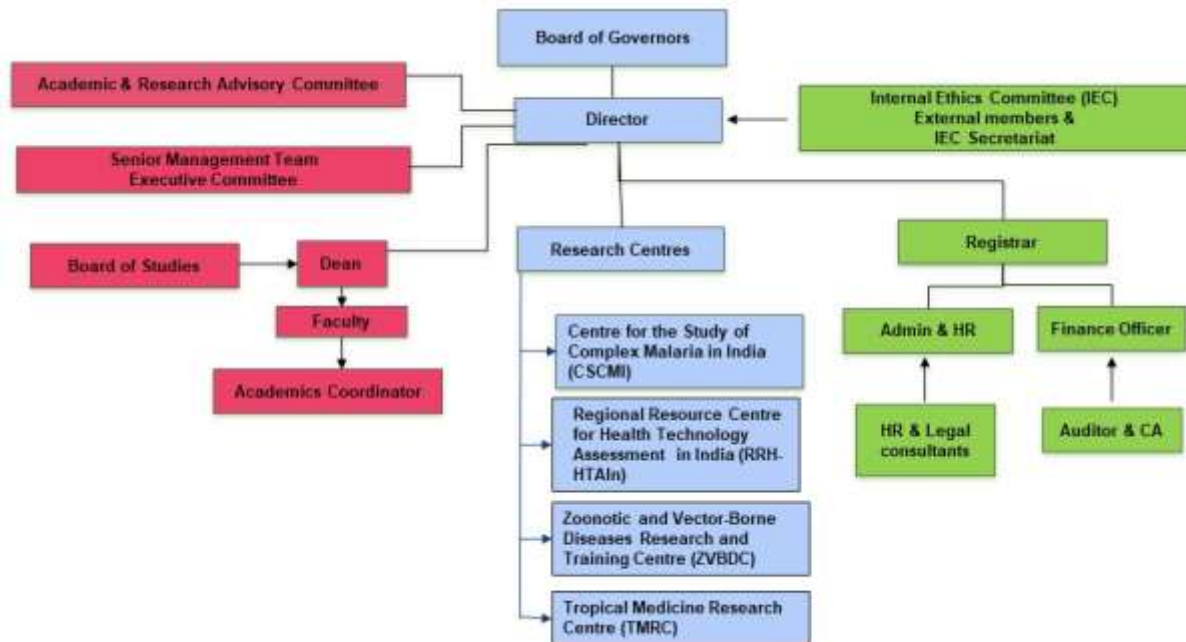 Board of Governors
Academic & Research Advisory Committee
Director
Internal Ethics Committee (IEC)
External members &
IEC Secretariat
Senior Management Team
Executive Committee
Board of Studies
Dean
Research Centres
Registrar
Faculty
Academics Coordinator
Centre for the Study of
Complex Malaria in India
(CSCMI)
Admin & HR
Finance Officer
Regional Resource Centre
for Health Technology
Assessment in India (RRH-
HTAIn)
HR & Legal
consultants
Auditor & CA
Zoonotic and Vector-Borne
Diseases Research and
Training Centre (ZVBDC)
Tropical Medicine Research
Centre (TMRC)